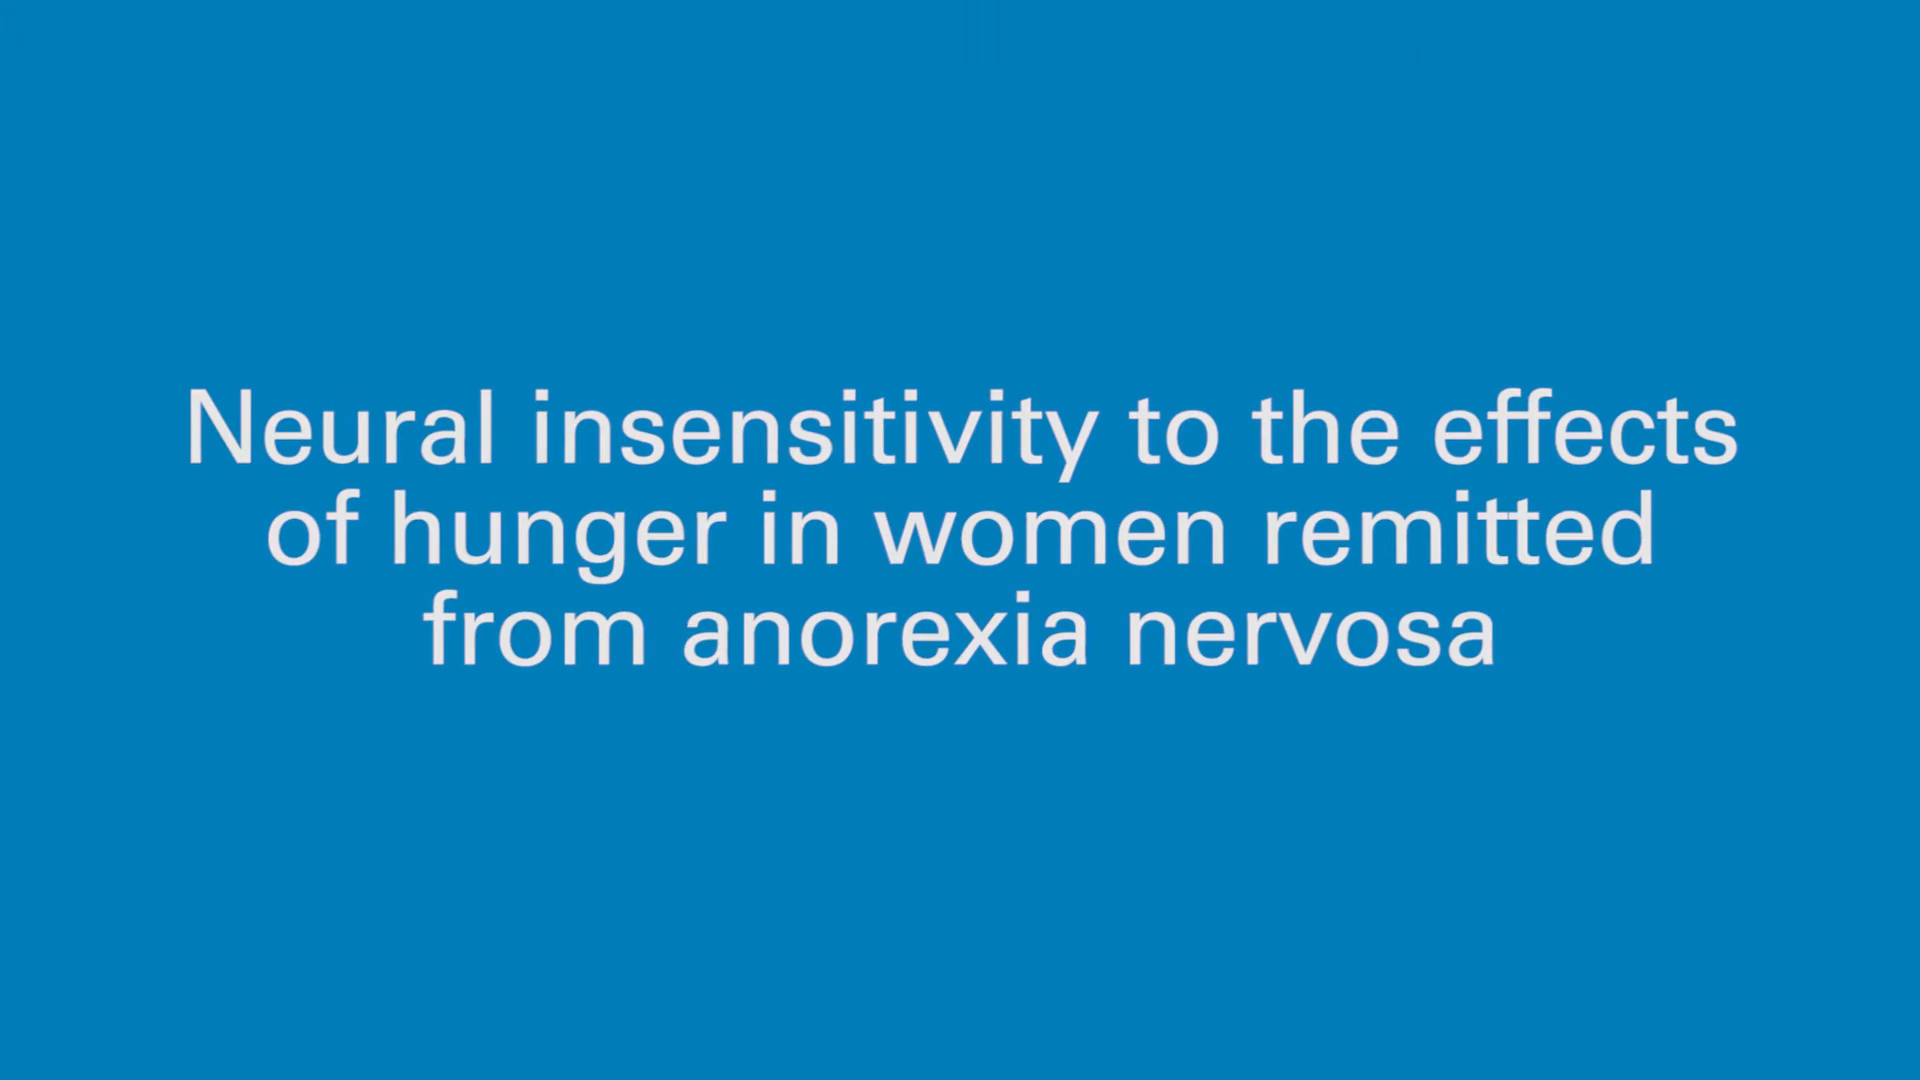 Neural insensitivity to the effects
of hunger in women remitted
from anorexia nervosa